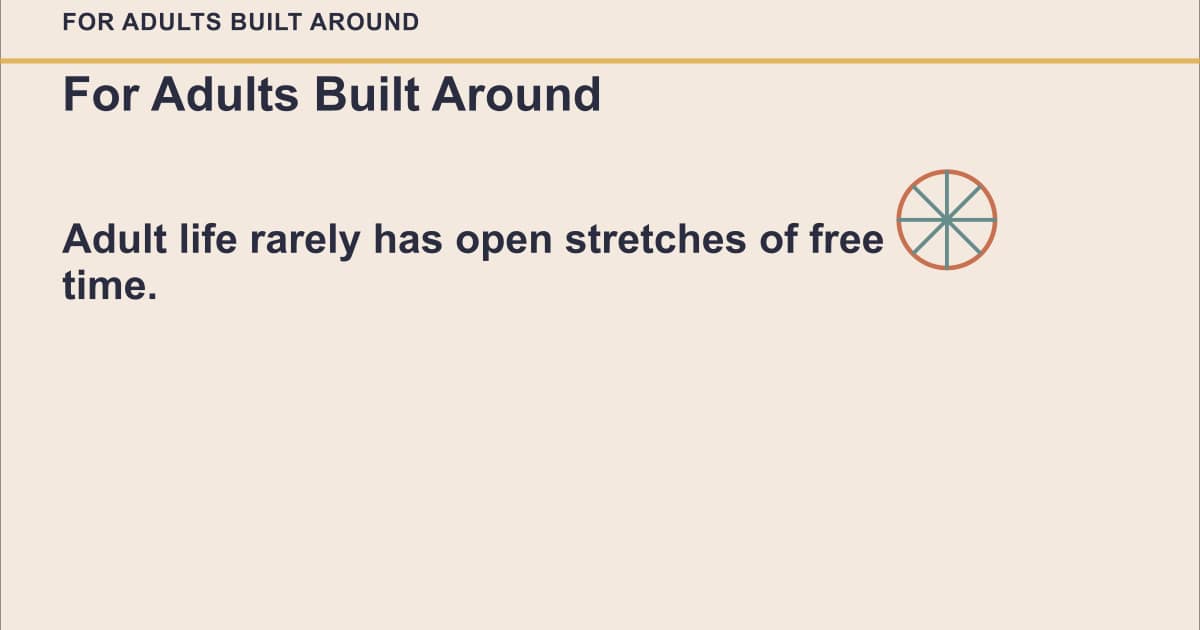 FOR ADULTS BUILT AROUND
For Adults Built Around
Adult life rarely has open stretches of free
time.